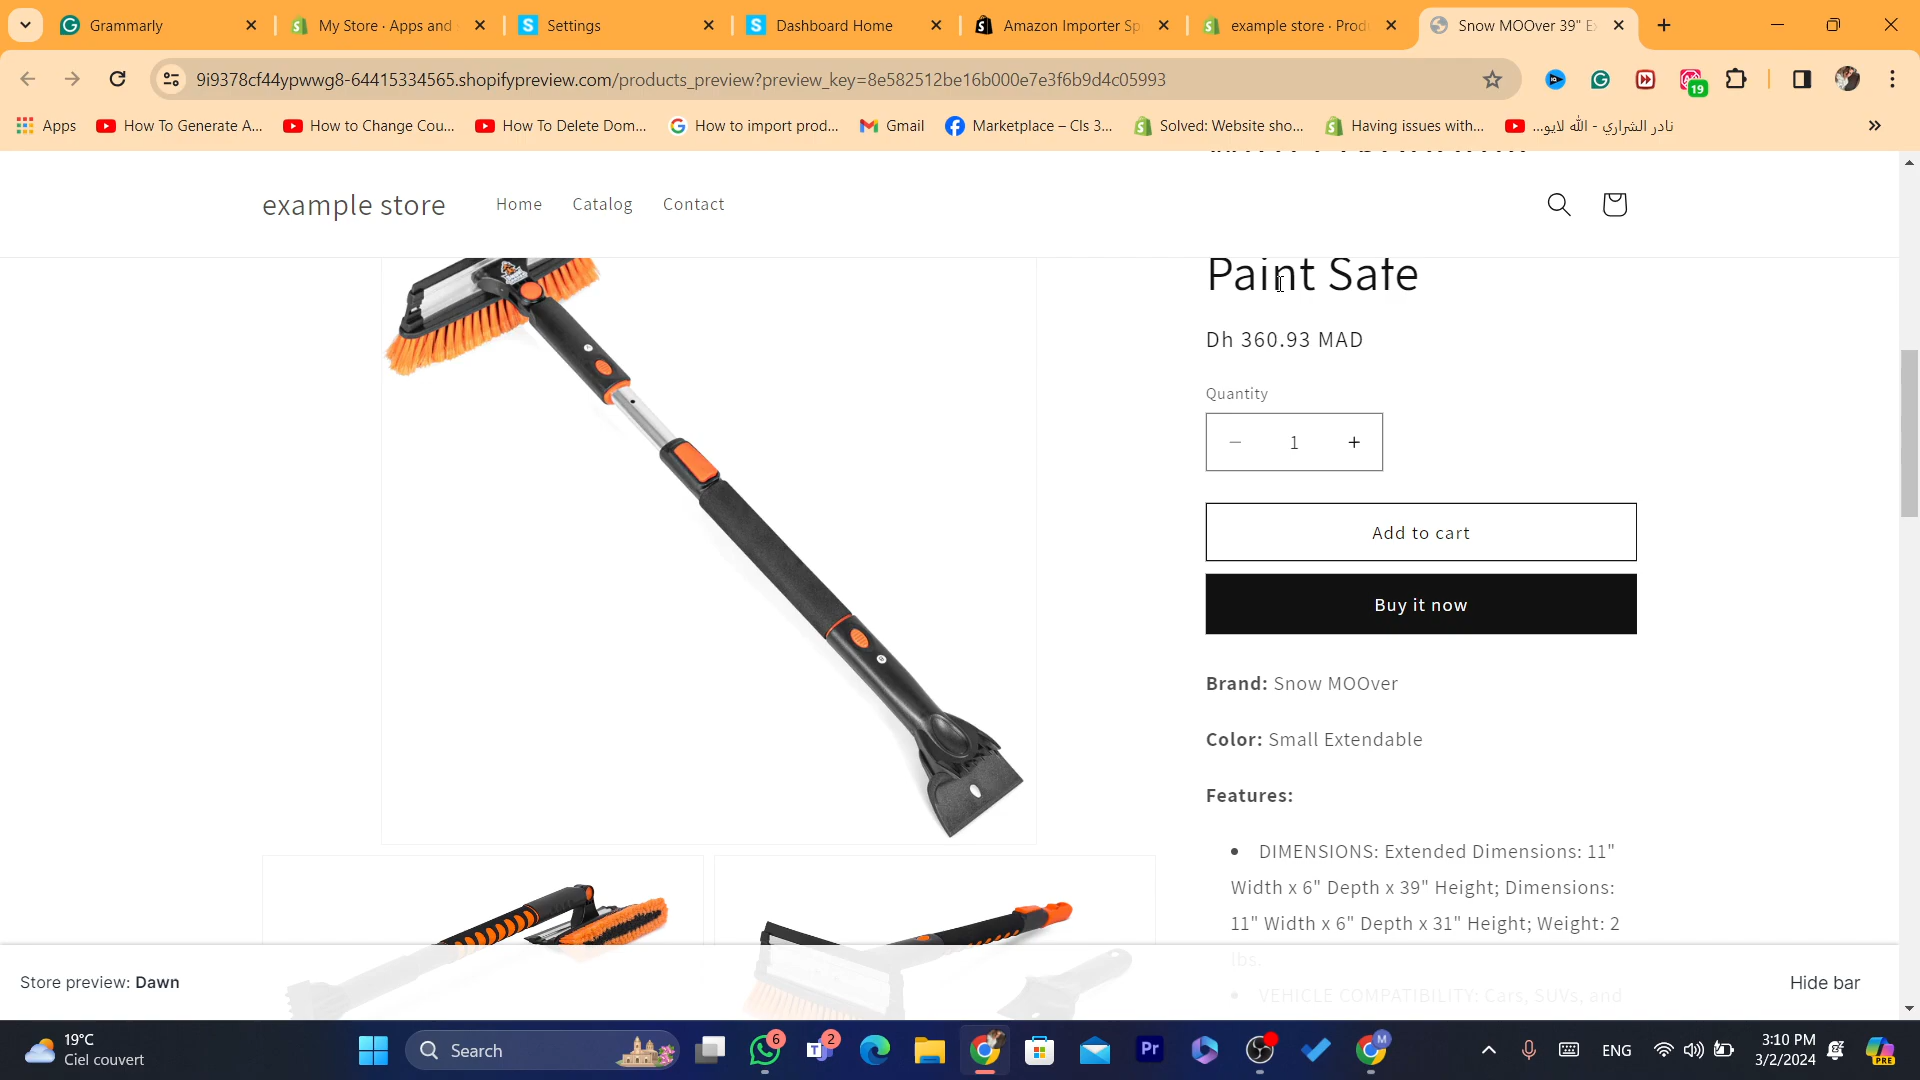 Grammarly
My Store · Apps and
Settings
Dashboard Home
Amazon Importer Sp
example store · Prod
Snow MOOver 39" E
9i9378cf44ypwwg8-64415334565.shopifypreview.com/products_preview?preview_key=8e582512be16b000e7e3f6b9d4c05993
19
Apps
How To Generate A...
How to Change Cou...
How To Delete Dom...
How to import prod...
Gmail
Marketplace – Cls 3...
Solved: Website sho...
Having issues with...
نادر الشراري - الله لايو...
example store
Home
Catalog
Contact
Paint Safe
Dh 360.93 MAD
Quantity
− 1 +
Add to cart
Buy it now
Brand: Snow MOOver
Color: Small Extendable
Features:
• DIMENSIONS: Extended Dimensions: 11"
Width x 6" Depth x 39" Height; Dimensions:
11" Width x 6" Depth x 31" Height; Weight: 2
lbs.
• VEHICLE COMPATIBILITY: Cars, SUVs, and
Store preview: Dawn
Hide bar
19°C
Ciel couvert
Search
6
2
Pr
M
ENG
3:10 PM
3/2/2024
PRE